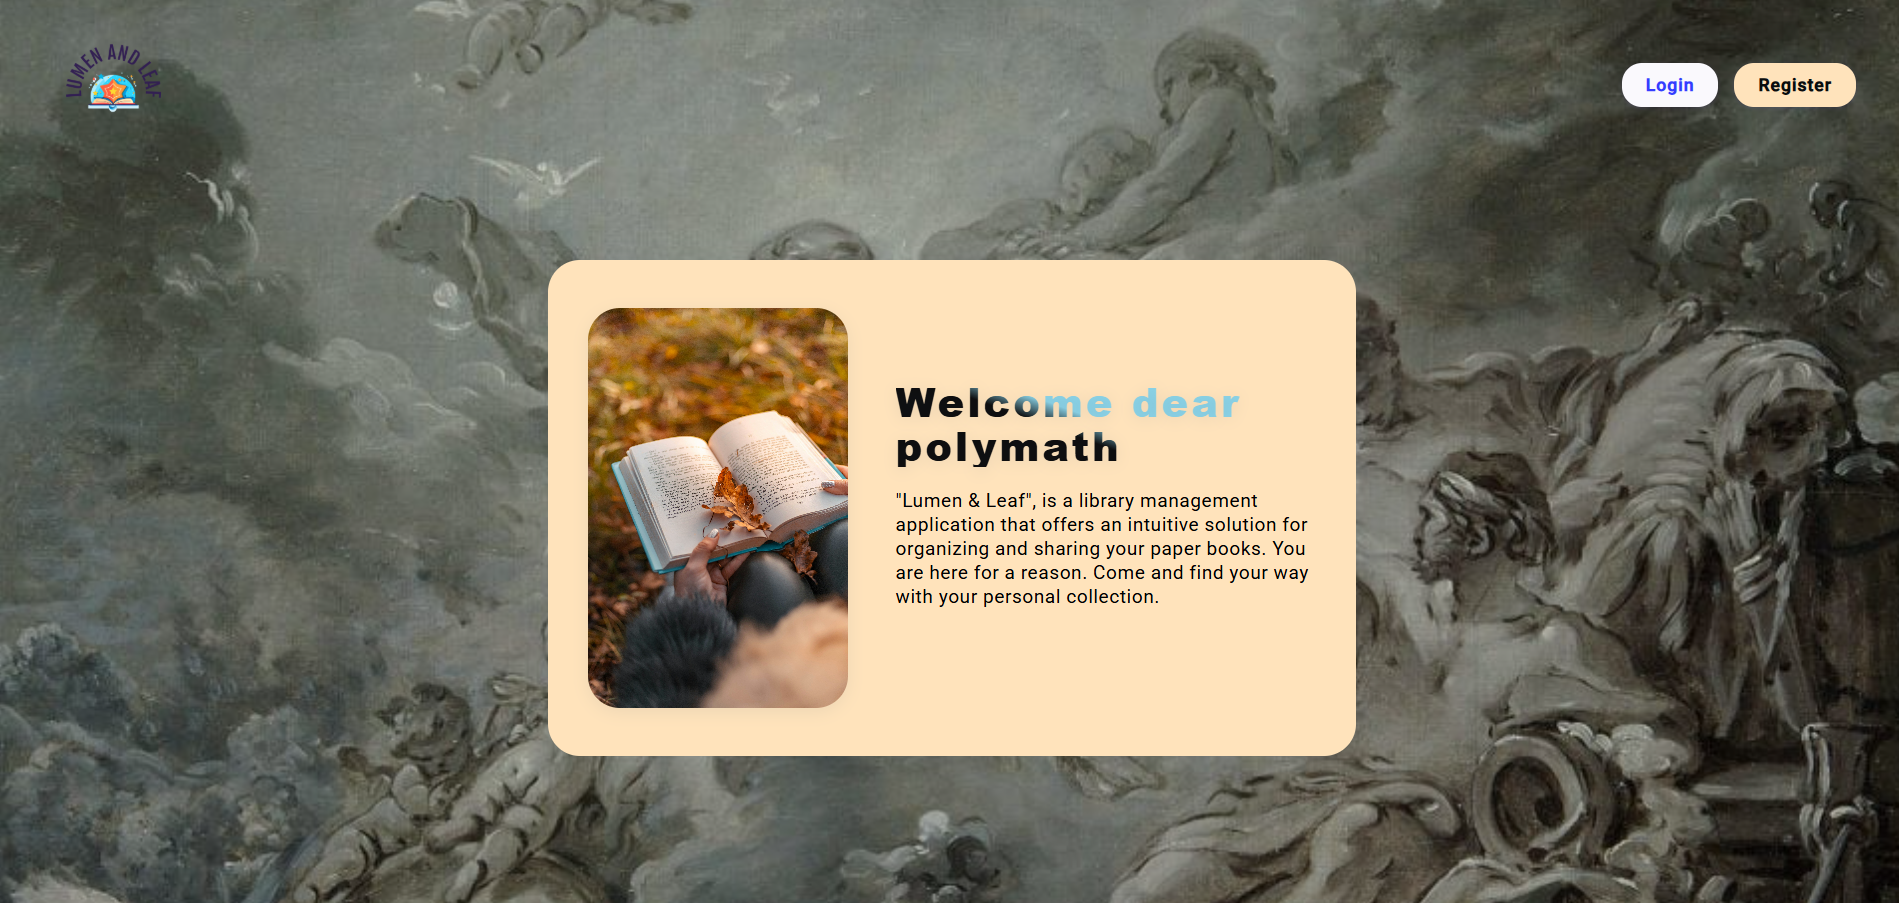 LUMEN AND LEAF
Login
Register
Welcome dear
polymath
"Lumen & Leaf", is a library management
application that offers an intuitive solution for
organizing and sharing your paper books. You
are here for a reason. Come and find your way
with your personal collection.